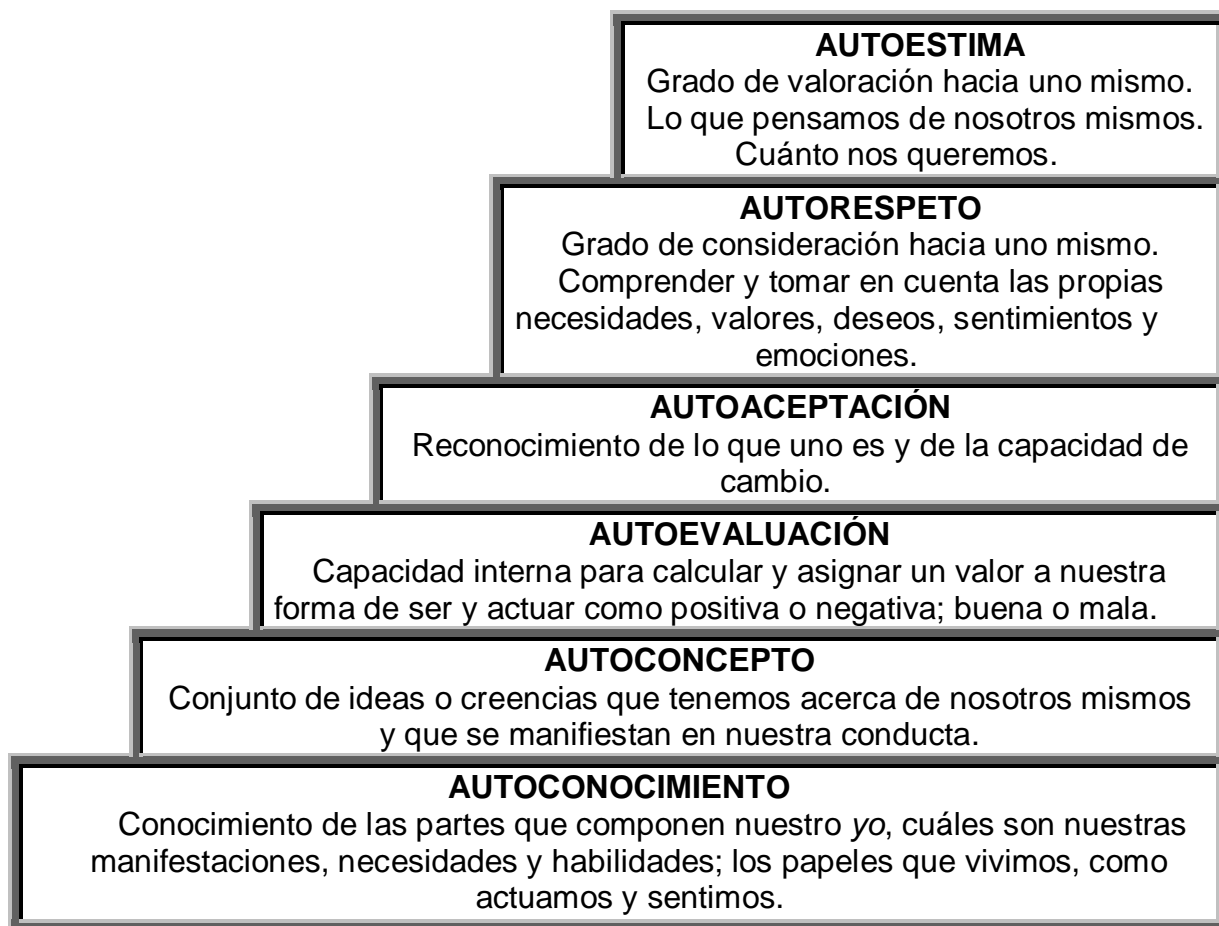 AUTOESTIMA
Grado de valoración hacia uno mismo.
Lo que pensamos de nosotros mismos.
Cuánto nos queremos.
AUTORESPETO
Grado de consideración hacia uno mismo.
Comprender y tomar en cuenta las propias
necesidades, valores, deseos, sentimientos y
emociones.
AUTOACEPTACIÓN
Reconocimiento de lo que uno es y de la capacidad de
cambio.
AUTOEVALUACIÓN
Capacidad interna para calcular y asignar un valor a nuestra
forma de ser y actuar como positiva o negativa; buena o mala.
AUTOCONCEPTO
Conjunto de ideas o creencias que tenemos acerca de nosotros mismos
y que se manifiestan en nuestra conducta.
AUTOCONOCIMIENTO
Conocimiento de las partes que componen nuestro yo, cuáles son nuestras
manifestaciones, necesidades y habilidades; los papeles que vivimos, como
actuamos y sentimos.